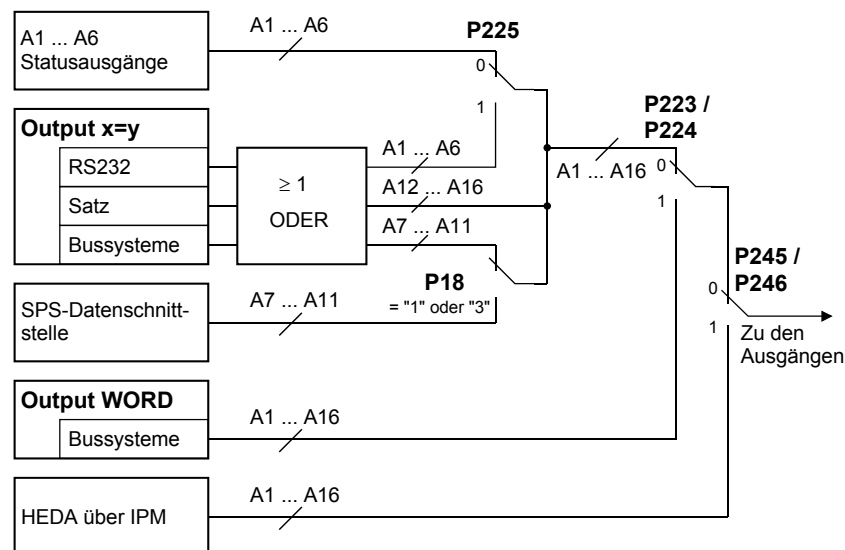 A1 ... A6
Statusausgänge
A1 ... A6
P225
0
1
P223 /
P224
Output x=y
RS232
Satz
Bussysteme
≥ 1
ODER
A1 ... A6
A12 ... A16
A7 ... A11
A1 ... A16
0
1
P18
= "1" oder "3"
P245 /
P246
0
1
Zu den
Ausgängen
SPS-Datenschnitt-
stelle
A7 ... A11
Output WORD
Bussysteme
A1 ... A16
HEDA über IPM
A1 ... A16